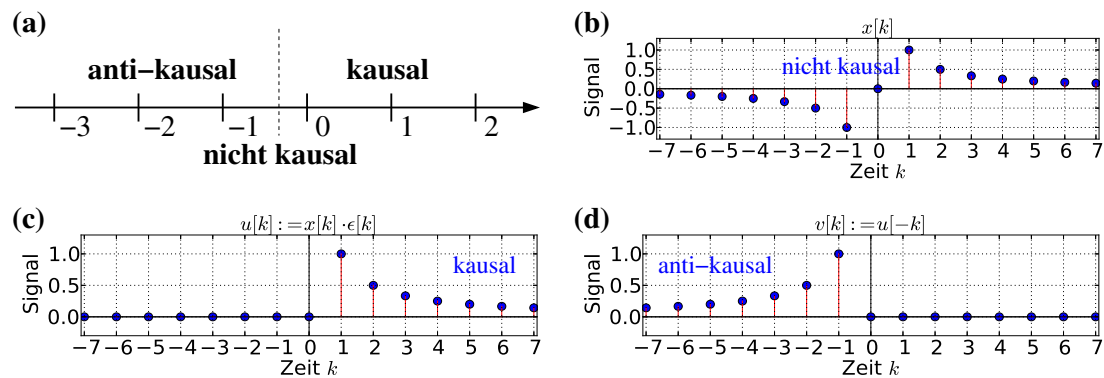 (a)
anti−kausal kausal
−3 −2 −1 0 1 2
nicht kausal
(b)
x[k]
nicht kausal
Signal
1.0
0.5
0.0
−0.5
−1.0
−7 −6 −5 −4 −3 −2 −1 0 1 2 3 4 5 6 7
Zeit k
(c)
u[k] := x[k] · ϵ[k]
kausal
Signal
1.0
0.5
0.0
−7 −6 −5 −4 −3 −2 −1 0 1 2 3 4 5 6 7
Zeit k
(d)
v[k] := u[−k]
anti−kausal
Signal
1.0
0.5
0.0
−7 −6 −5 −4 −3 −2 −1 0 1 2 3 4 5 6 7
Zeit k